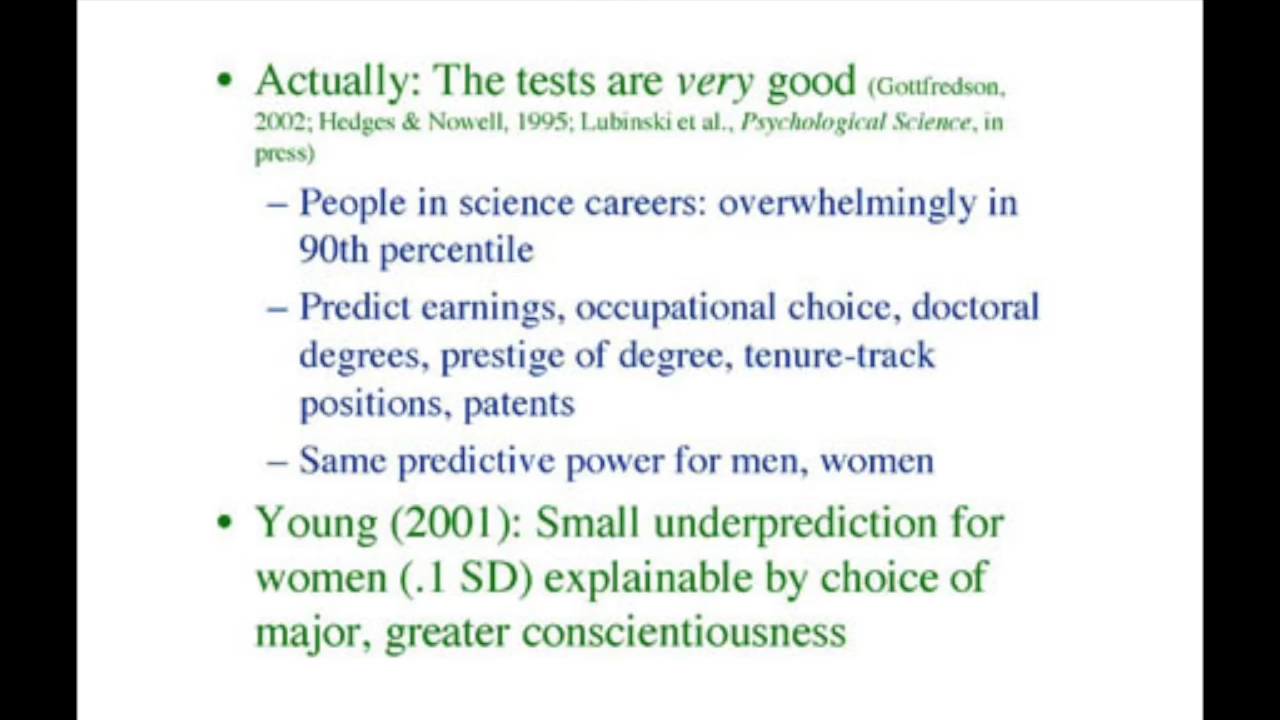 • Actually: The tests are very good (Gottfredson,
2002; Hedges & Nowell, 1995; Lubinski et al., Psychological Science, in
press)
– People in science careers: overwhelmingly in
90th percentile
– Predict earnings, occupational choice, doctoral
degrees, prestige of degree, tenure-track
positions, patents
– Same predictive power for men, women
• Young (2001): Small underprediction for
women (.1 SD) explainable by choice of
major, greater conscientiousness